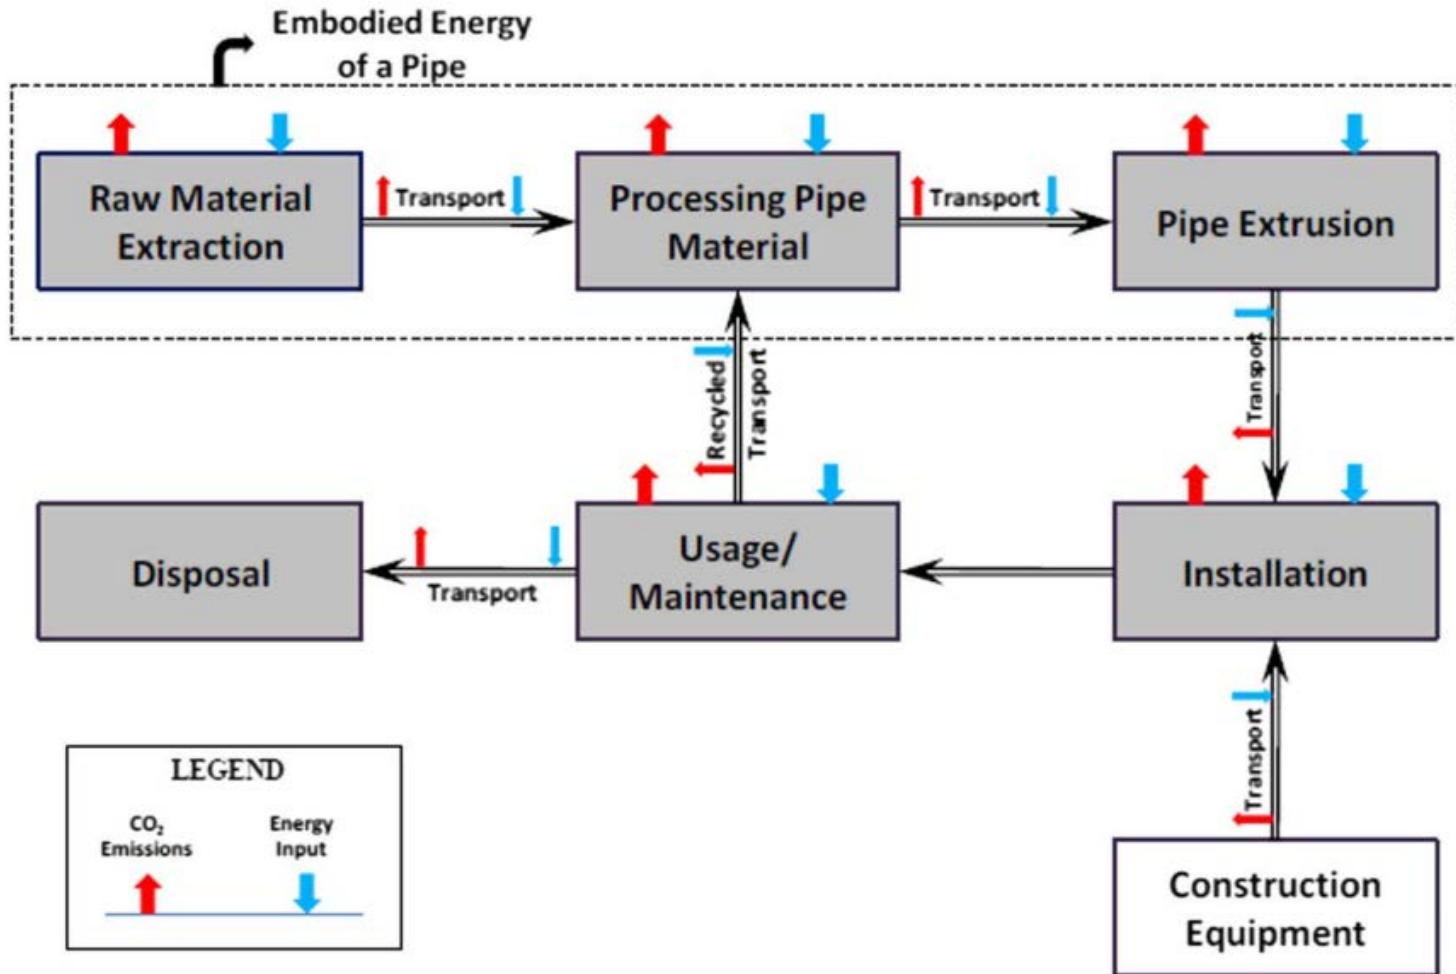 Embodied Energy
of a Pipe
Raw Material
Extraction
Transport
Processing Pipe
Material
Transport
Pipe Extrusion
Recycled
Transport
Transport
Disposal
Transport
Usage/
Maintenance
Installation
Transport
Construction
Equipment
LEGEND
CO₂
Emissions
Energy
Input